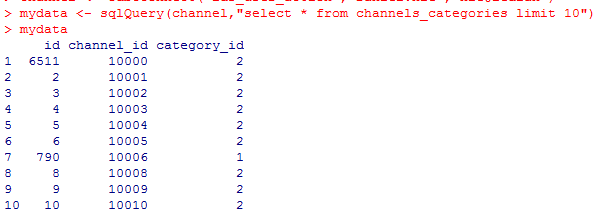 > mydata <- sqlQuery(channel,"select * from channels_categories limit 10")
> mydata
id channel_id category_id
1 6511 10000 2
2 2 10001 2
3 3 10002 2
4 4 10003 2
5 5 10004 2
6 6 10005 2
7 790 10006 1
8 8 10008 2
9 9 10009 2
10 10 10010 2